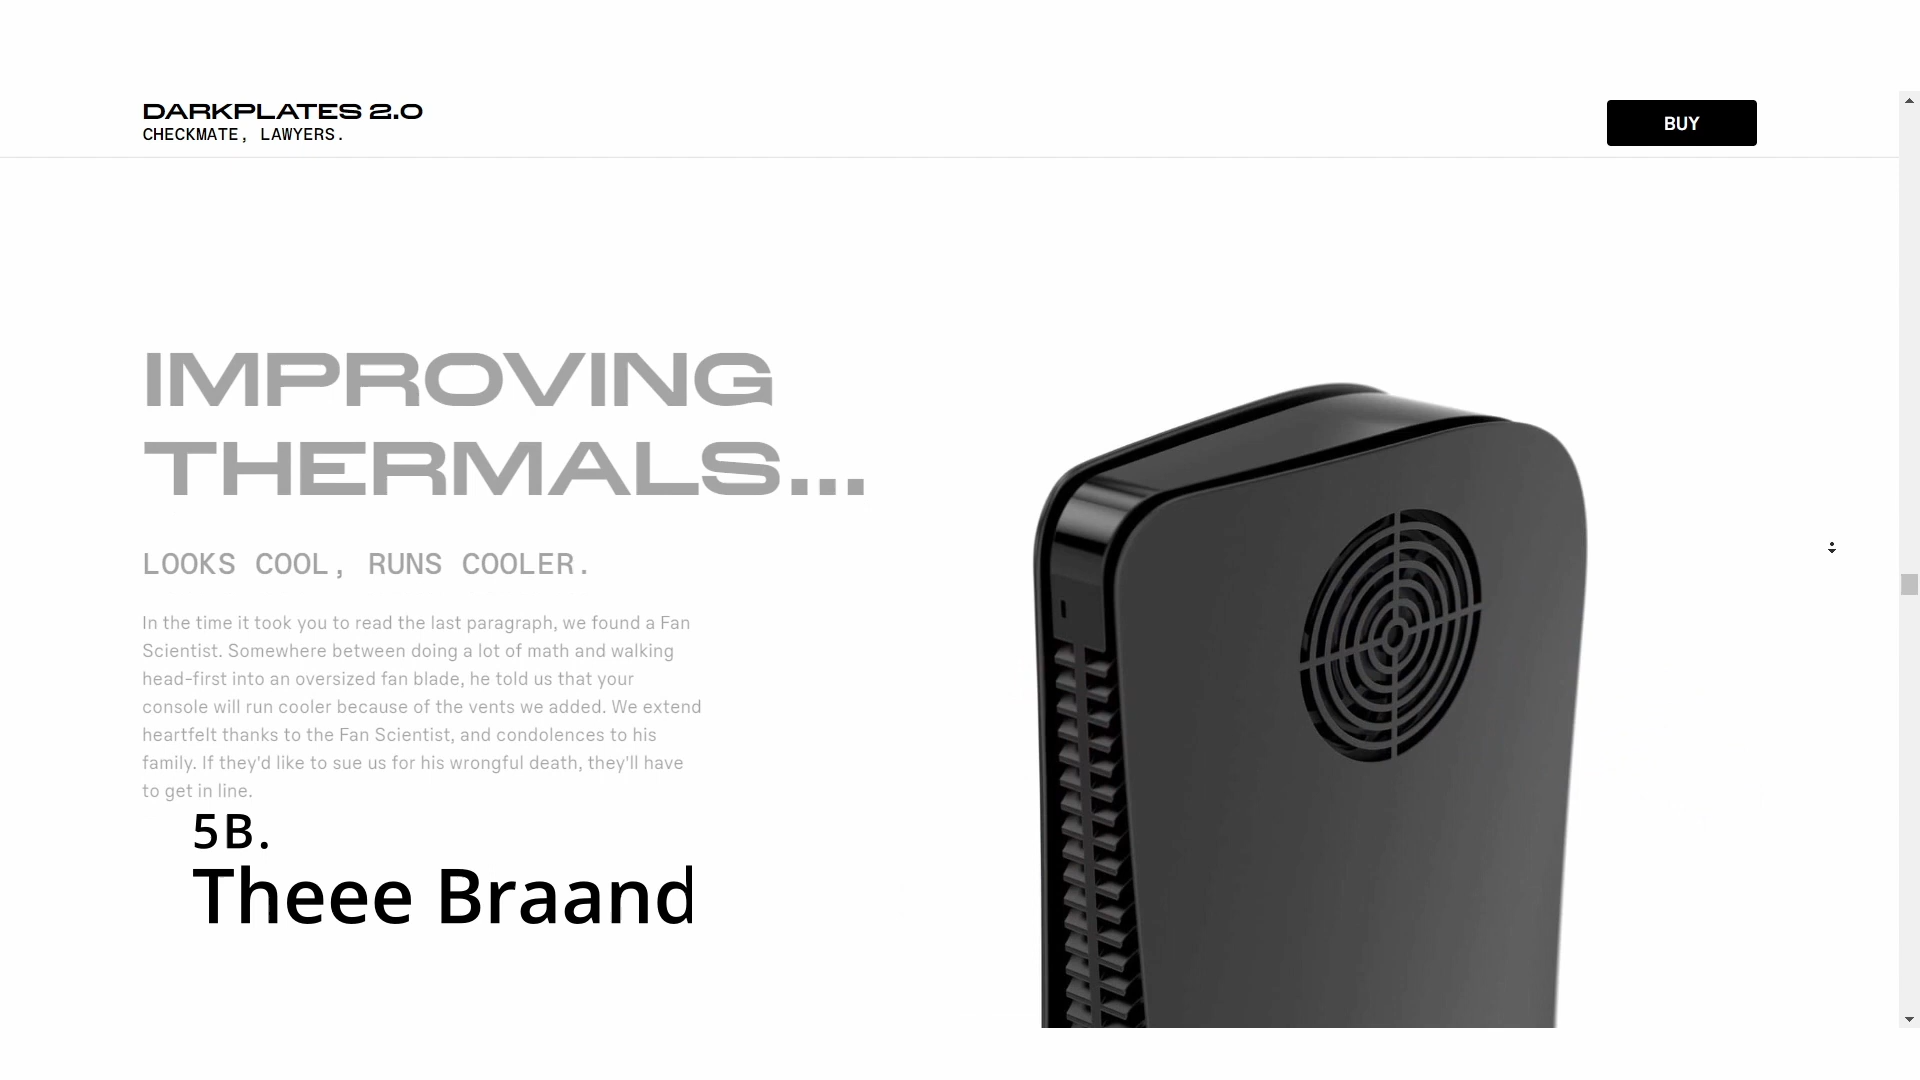 DARKPLATES 2.0
CHECKMATE, LAWYERS.
BUY
IMPROVING
THERMALS...
LOOKS COOL, RUNS COOLER.
In the time it took you to read the last paragraph, we found a Fan
Scientist. Somewhere between doing a lot of math and walking
head-first into an oversized fan blade, he told us that your
console will run cooler because of the vents we added. We extend
heartfelt thanks to the Fan Scientist, and condolences to his
family. If they'd like to sue us for his wrongful death, they'll have
to get in line.
5B.
Theee Braand